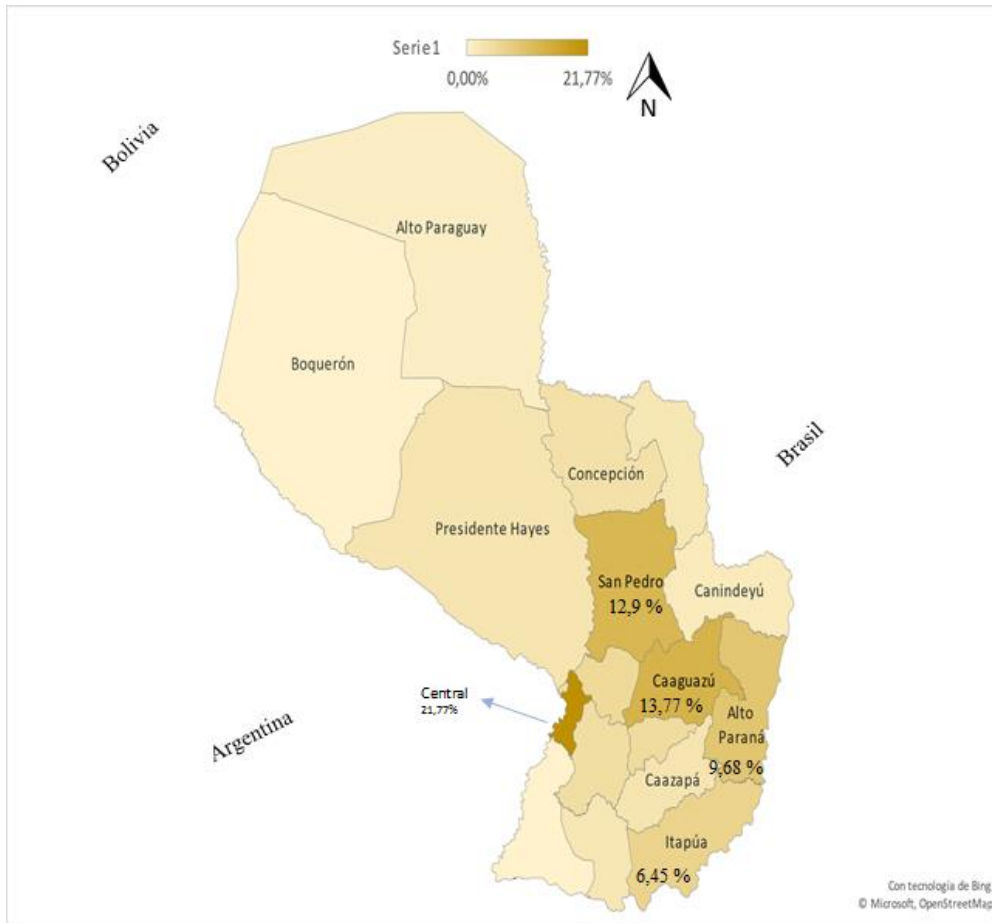 Serie1
0,00% 21,77%
N
Bolivia
Alto Paraguay
Boquerón
Brasil
Concepción
Presidente Hayes
San Pedro
12,9 %
Canindeyú
Central
21,77%
Caaguazú
13,77 %
Alto
Paraná
9,68 %
Argentina
Caazapá
Itapúa
6,45 %
Con tecnología de Bing
© Microsoft, OpenStreetMap